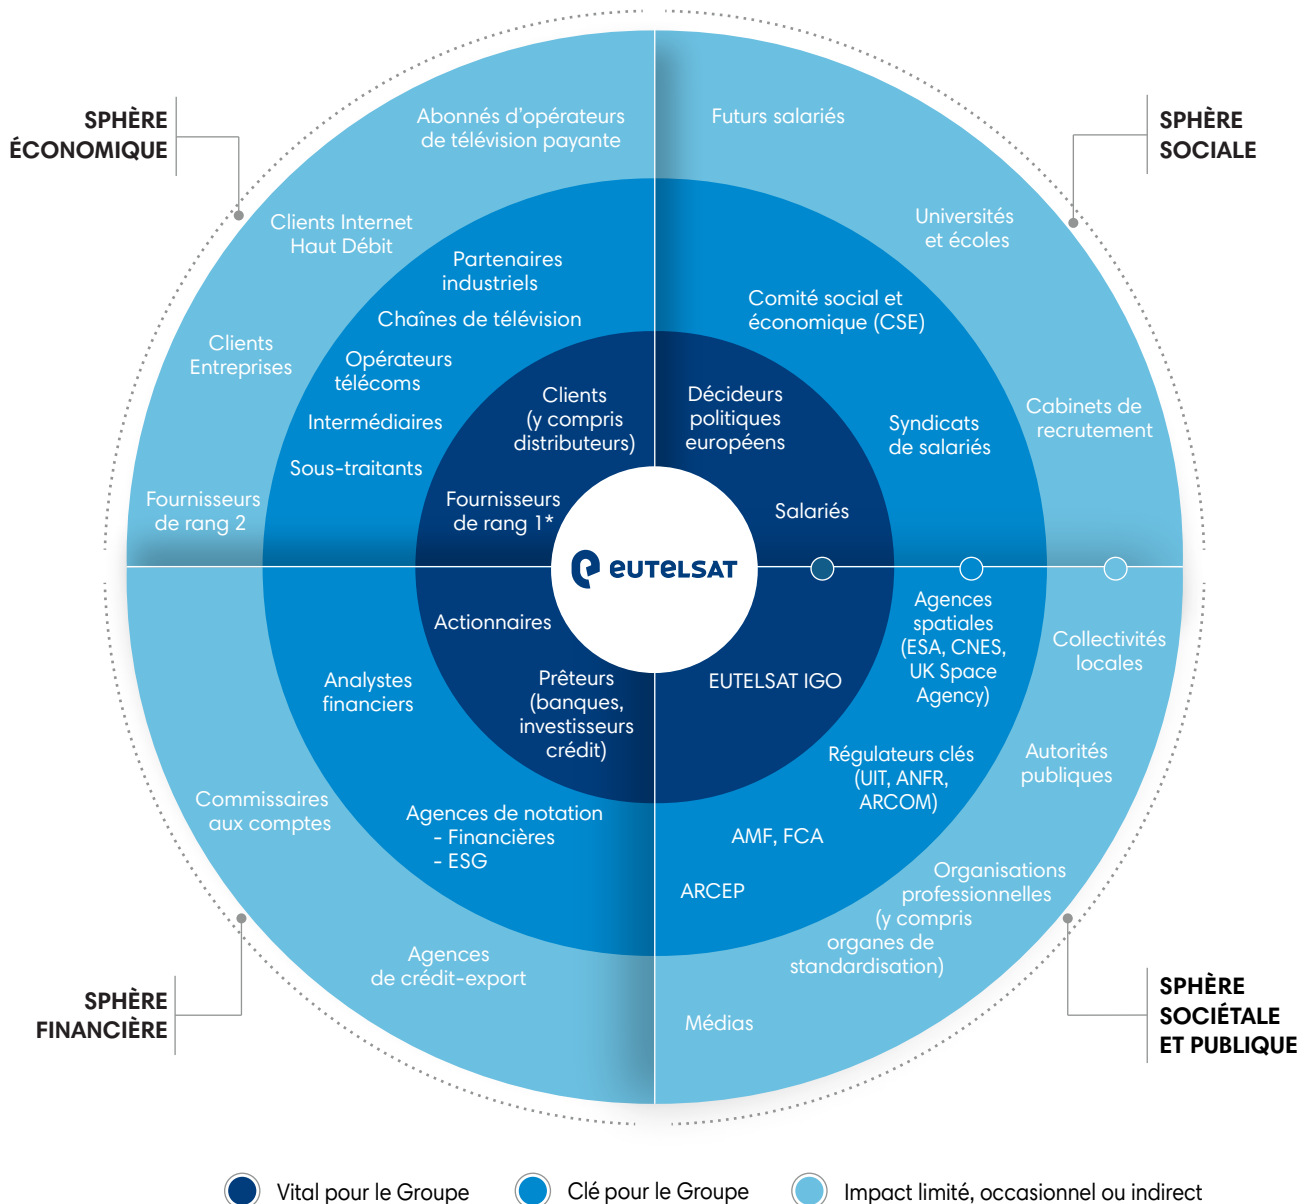 SPHÈRE
ÉCONOMIQUE
Abonnés d'opérateurs
de télévision payante
Clients Internet
Haut Débit
Clients
Entreprises
Fournisseurs
de rang 2
Partenaires
industriels
Chaînes de télévision
Opérateurs
télécoms
Intermédiaires
Sous-traitants
Clients
(y compris
distributeurs)
Fournisseurs
de rang 1*
SPHÈRE
SOCIALE
Futurs salariés
Universités
et écoles
Cabinets de
recrutement
Comité social et
économique (CSE)
Syndicats
de salariés
Décideurs
politiques
européens
Salariés
eUTeLSAT
SPHÈRE
FINANCIÈRE
Actionnaires
Prêteurs
(banques,
investisseurs
crédit)
Analystes
financiers
Agences de notation
- Financières
- ESG
Commissaires
aux comptes
Agences
de crédit-export
SPHÈRE
SOCIÉTALE
ET PUBLIQUE
EUTELSAT IGO
Agences
spatiales
(ESA, CNES,
UK Space
Agency)
Régulateurs clés
(UIT, ANFR,
ARCOM)
AMF, FCA
ARCEP
Collectivités
locales
Autorités
publiques
Organisations
professionnelles
(y compris
organes de
standardisation)
Médias
Vital pour le Groupe
Clé pour le Groupe
Impact limité, occasionnel ou indirect